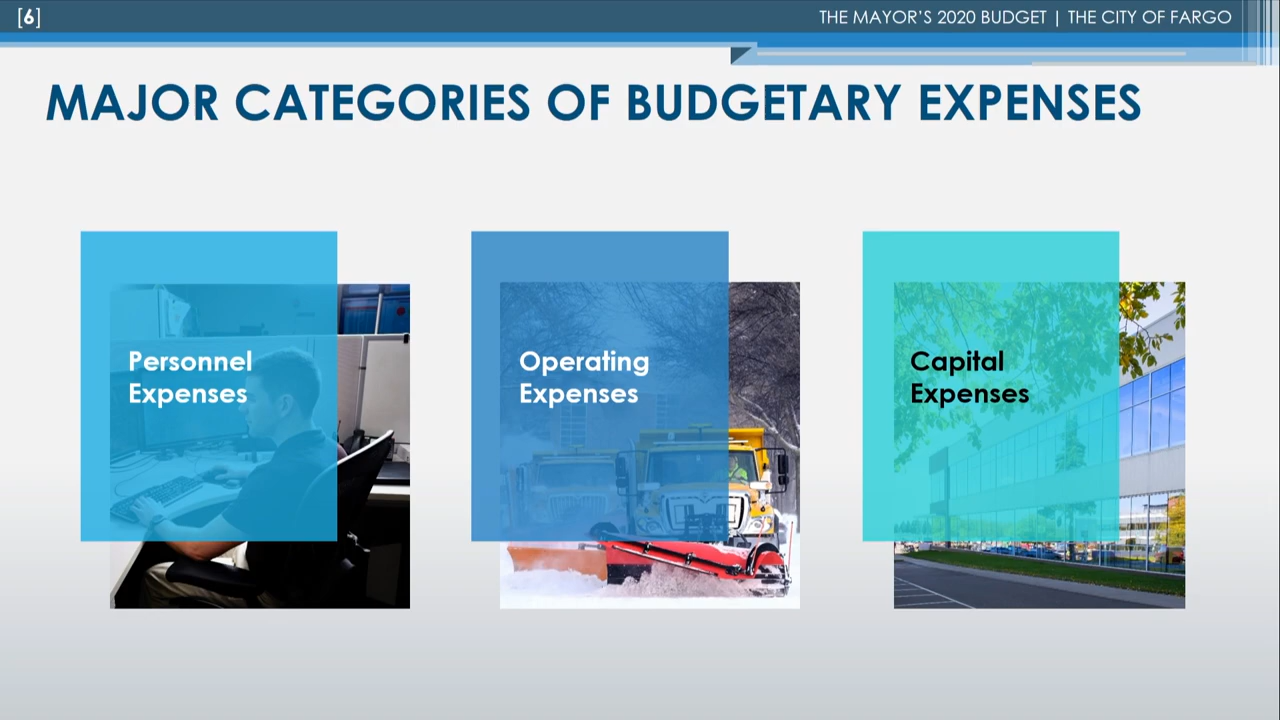 [6]
THE MAYOR’S 2020 BUDGET | THE CITY OF FARGO
MAJOR CATEGORIES OF BUDGETARY EXPENSES
Personnel
Expenses
Operating
Expenses
Capital
Expenses